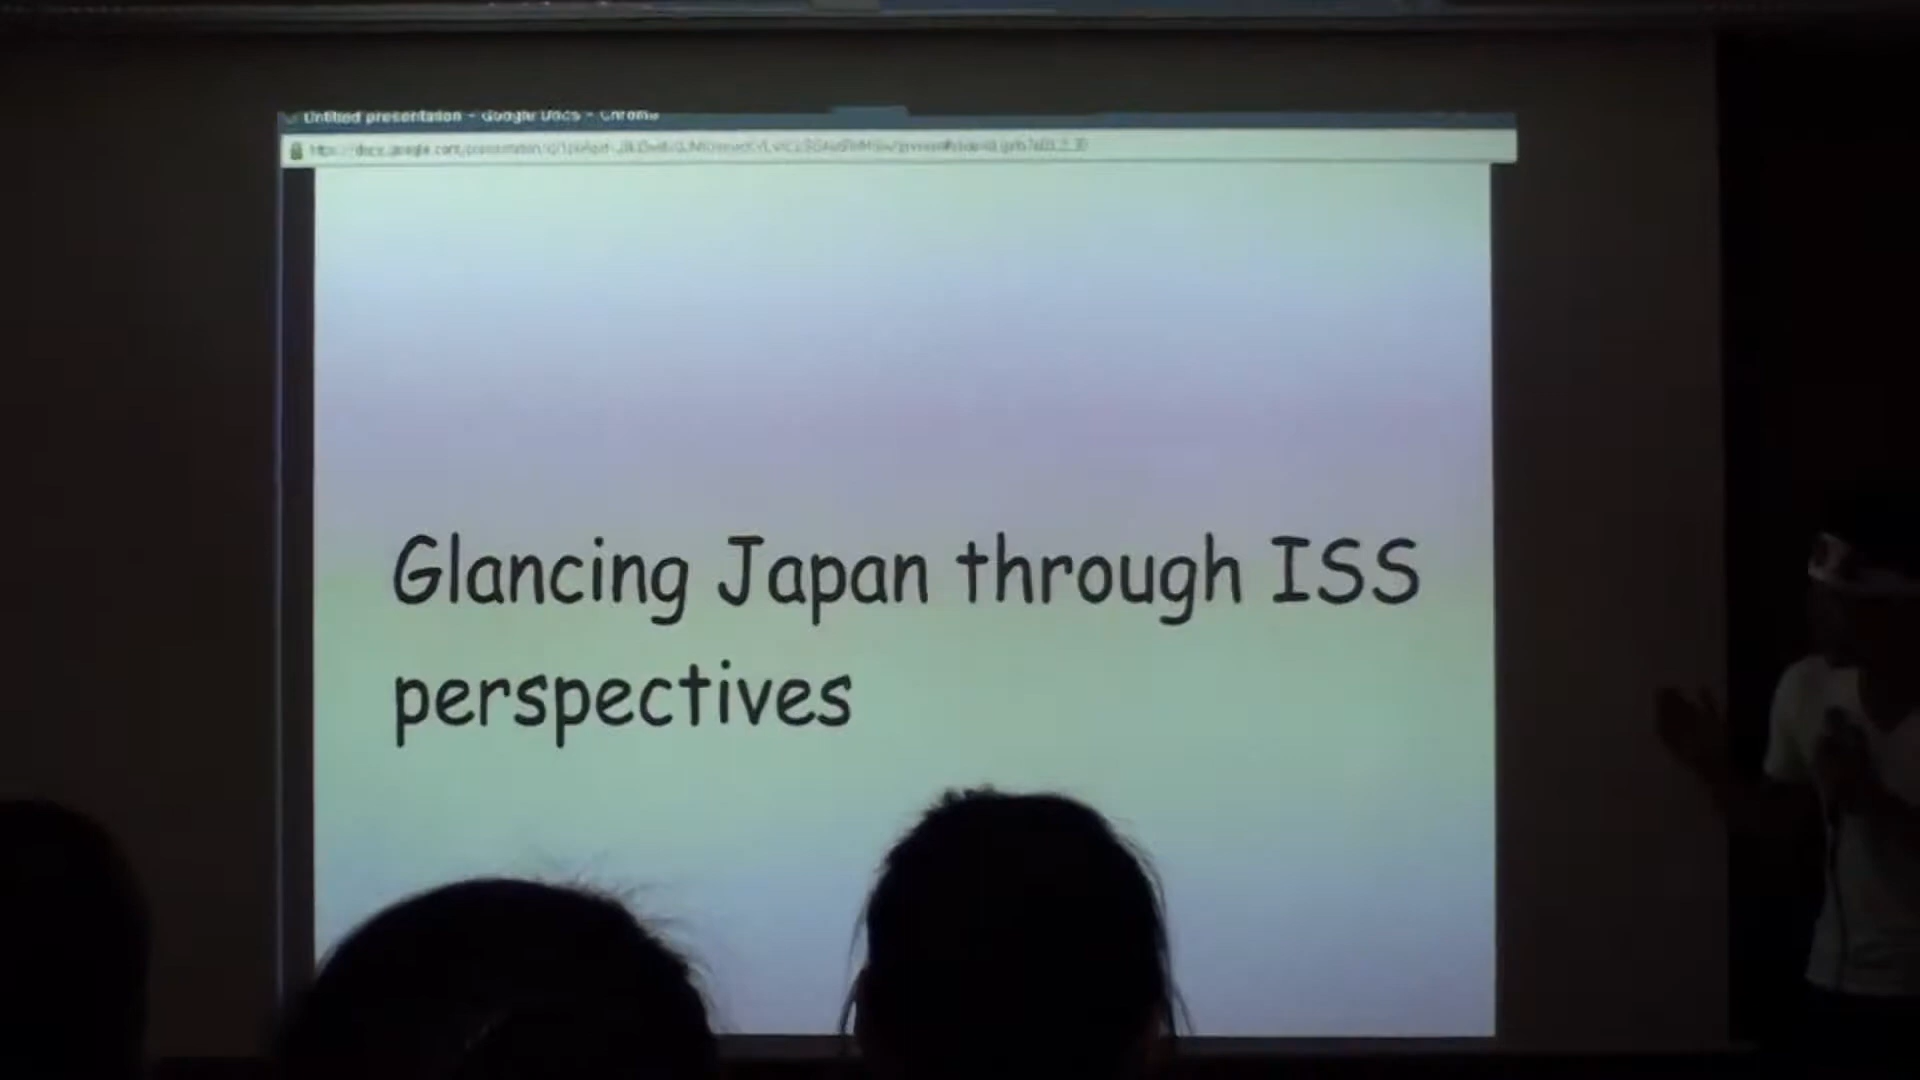 Untitled presentation - Google Docs - Chrome
Glancing Japan through ISS
perspectives